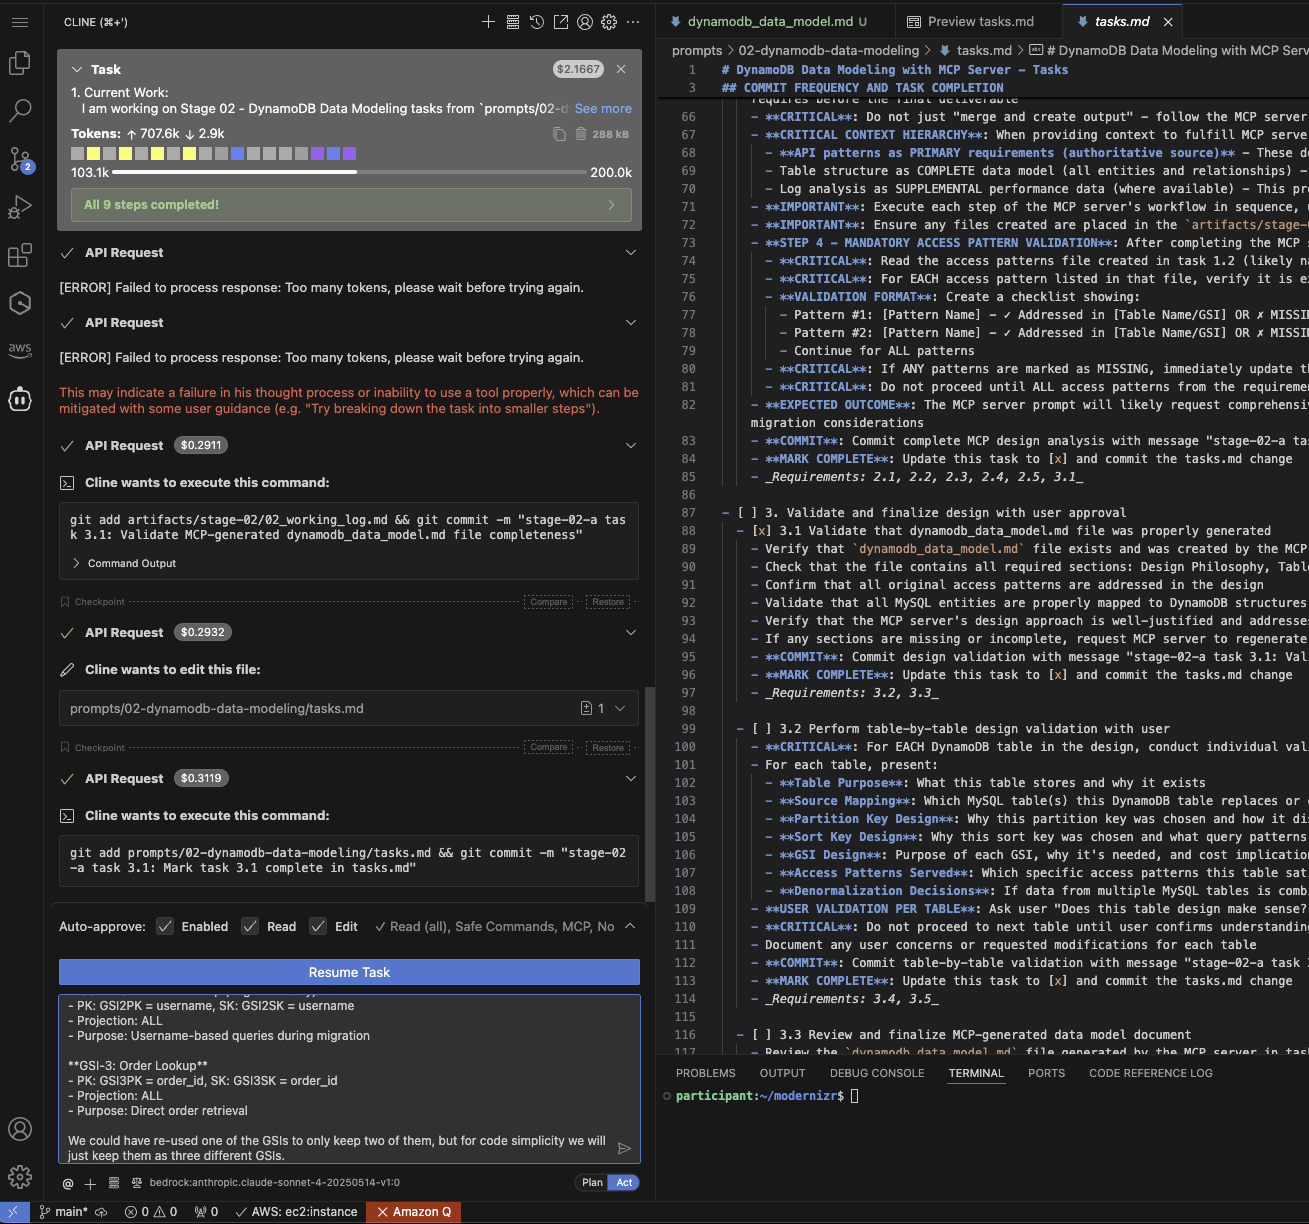 CLINE (⌘+')
Task
$2.1667
1. Current Work:
I am working on Stage 02 - DynamoDB Data Modeling tasks from `prompts/02-d
See more
Tokens: ↑ 707.6k ↓ 2.9k
288 kB
103.1k
200.0k
All 9 steps completed!
API Request
[ERROR] Failed to process response: Too many tokens, please wait before trying again.
API Request
[ERROR] Failed to process response: Too many tokens, please wait before trying again.
This may indicate a failure in his thought process or inability to use a tool properly, which can be
mitigated with some user guidance (e.g. "Try breaking down the task into smaller steps").
API Request $0.2911
Cline wants to execute this command:
git add artifacts/stage-02/02_working_log.md && git commit -m "stage-02-a tas
k 3.1: Validate MCP-generated dynamodb_data_model.md file completeness"
Command Output
Checkpoint Compare Restore
API Request $0.2932
Cline wants to edit this file:
prompts/02-dynamodb-data-modeling/tasks.md 1
Checkpoint Compare Restore
API Request $0.3119
Cline wants to execute this command:
git add prompts/02-dynamodb-data-modeling/tasks.md && git commit -m "stage-02
-a task 3.1: Mark task 3.1 complete in tasks.md"
Auto-approve: Enabled Read Edit ✓ Read (all), Safe Commands, MCP, No
Resume Task
- PK: GSI2PK = username, SK: GSI2SK = username
- Projection: ALL
- Purpose: Username-based queries during migration
**GSI-3: Order Lookup**
- PK: GSI3PK = order_id, SK: GSI3SK = order_id
- Projection: ALL
- Purpose: Direct order retrieval
We could have re-used one of the GSIs to only keep two of them, but for code simplicity we will
just keep them as three different GSIs.
@ bedrock:anthropic.claude-sonnet-4-20250514-v1:0
Plan Act
2
aws
dynamodb_data_model.md U
Preview tasks.md
tasks.md
prompts > 02-dynamodb-data-modeling > tasks.md > # DynamoDB Data Modeling with MCP Serv
1 # DynamoDB Data Modeling with MCP Server - Tasks
3 ## COMMIT FREQUENCY AND TASK COMPLETION
requires before the final deliverable
66 - **CRITICAL**: Do not just "merge and create output" - follow the MCP server
67 - **CRITICAL CONTEXT HIERARCHY**: When providing context to fulfill MCP server
68 - **API patterns as PRIMARY requirements (authoritative source)** - These de
69 - Table structure as COMPLETE data model (all entities and relationships) -
70 - Log analysis as SUPPLEMENTAL performance data (where available) - This pro
71 - **IMPORTANT**: Execute each step of the MCP server's workflow in sequence, u
72 - **IMPORTANT**: Ensure any files created are placed in the `artifacts/stage-
73 - **STEP 4 - MANDATORY ACCESS PATTERN VALIDATION**: After completing the MCP s
74 - **CRITICAL**: Read the access patterns file created in task 1.2 (likely na
75 - **CRITICAL**: For EACH access pattern listed in that file, verify it is ex
76 - **VALIDATION FORMAT**: Create a checklist showing:
77 - Pattern #1: [Pattern Name] - ✓ Addressed in [Table Name/GSI] OR ✗ MISSIN
78 - Pattern #2: [Pattern Name] - ✓ Addressed in [Table Name/GSI] OR ✗ MISSIN
79 - Continue for ALL patterns
80 - **CRITICAL**: If ANY patterns are marked as MISSING, immediately update th
81 - **CRITICAL**: Do not proceed until ALL access patterns from the requiremen
82 - **EXPECTED OUTCOME**: The MCP server prompt will likely request comprehensiv
migration considerations
83 - **COMMIT**: Commit complete MCP design analysis with message "stage-02-a tas
84 - **MARK COMPLETE**: Update this task to [x] and commit the tasks.md change
85 - _Requirements: 2.1, 2.2, 2.3, 2.4, 2.5, 3.1_
86
87 - [ ] 3. Validate and finalize design with user approval
88 - [x] 3.1 Validate that dynamodb_data_model.md file was properly generated
89 - Verify that `dynamodb_data_model.md` file exists and was created by the MCP
90 - Check that the file contains all required sections: Design Philosophy, Tabl
91 - Confirm that all original access patterns are addressed in the design
92 - Validate that all MySQL entities are properly mapped to DynamoDB structures
93 - Verify that the MCP server's design approach is well-justified and addresse
94 - If any sections are missing or incomplete, request MCP server to regenerate
95 - **COMMIT**: Commit design validation with message "stage-02-a task 3.1: Val
96 - **MARK COMPLETE**: Update this task to [x] and commit the tasks.md change
97 - _Requirements: 3.2, 3.3_
98
99 - [ ] 3.2 Perform table-by-table design validation with user
100 - **CRITICAL**: For EACH DynamoDB table in the design, conduct individual val
101 - For each table, present:
102 - **Table Purpose**: What this table stores and why it exists
103 - **Source Mapping**: Which MySQL table(s) this DynamoDB table replaces or
104 - **Partition Key Design**: Why this partition key was chosen and how it dis
105 - **Sort Key Design**: Why this sort key was chosen and what query patterns
106 - **GSI Design**: Purpose of each GSI, why it's needed, and cost implication
107 - **Access Patterns Served**: Which specific access patterns this table sat
108 - **Denormalization Decisions**: If data from multiple MySQL tables is comb
109 - **USER VALIDATION PER TABLE**: Ask user "Does this table design make sense?
110 - **CRITICAL**: Do not proceed to next table until user confirms understanding
111 - Document any user concerns or requested modifications for each table
112 - **COMMIT**: Commit table-by-table validation with message "stage-02-a task
113 - **MARK COMPLETE**: Update this task to [x] and commit the tasks.md change
114 - _Requirements: 3.4, 3.5_
115
116 - [ ] 3.3 Review and finalize MCP-generated data model document
117 - Review the `dynamodb_data_model.md` file generated by the MCP server in task
PROBLEMS OUTPUT DEBUG CONSOLE TERMINAL PORTS CODE REFERENCE LOG
participant:~/modernizr$
main* 0 0 0 AWS: ec2:instance Amazon Q